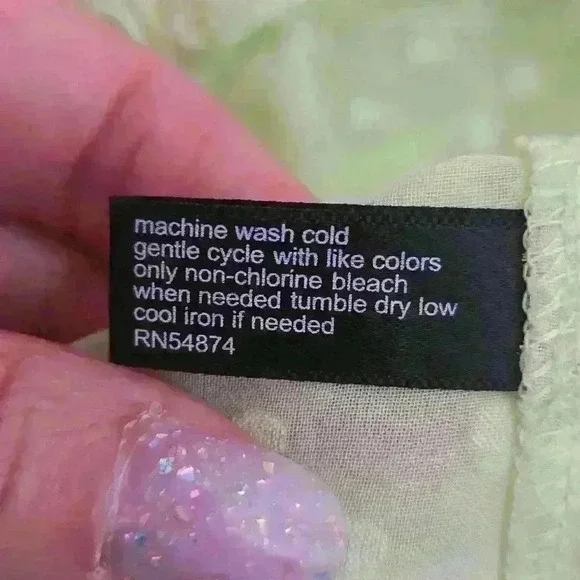 machine wash cold
gentle cycle with like colors
only non-chlorine bleach
when needed tumble dry low
cool iron if needed
RN54874